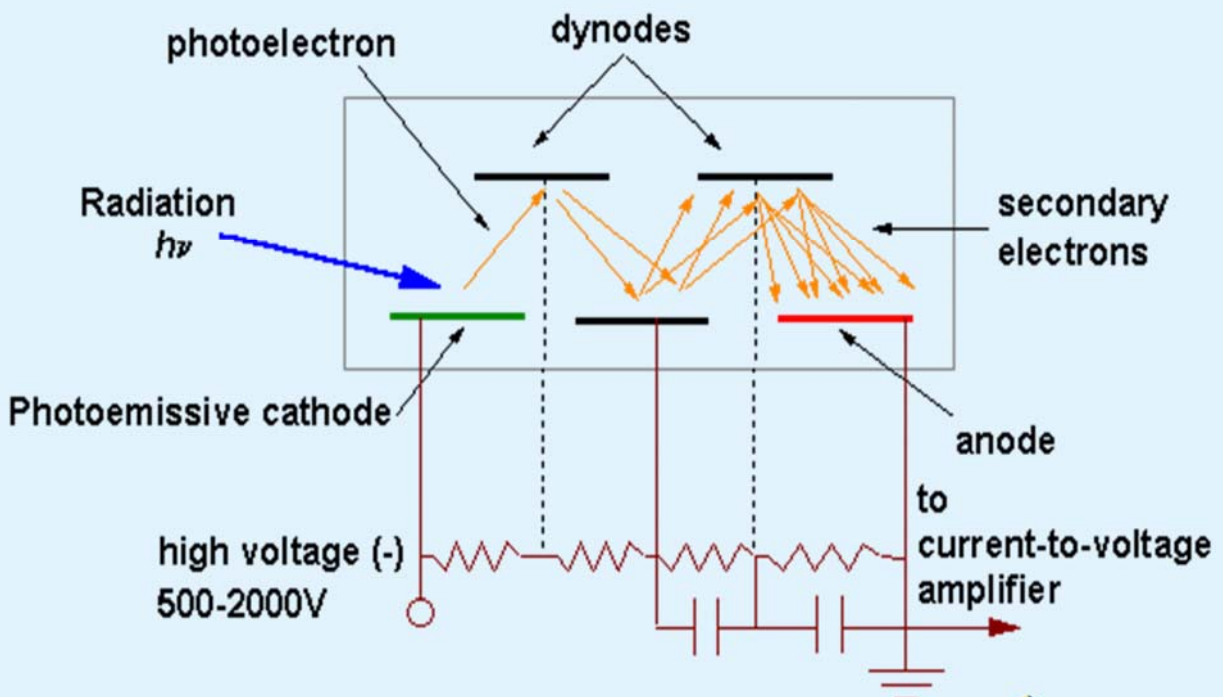 photoelectron
dynodes
Radiation
hν
secondary
electrons
Photoemissive cathode
anode
to
current-to-voltage
amplifier
high voltage (-)
500-2000V